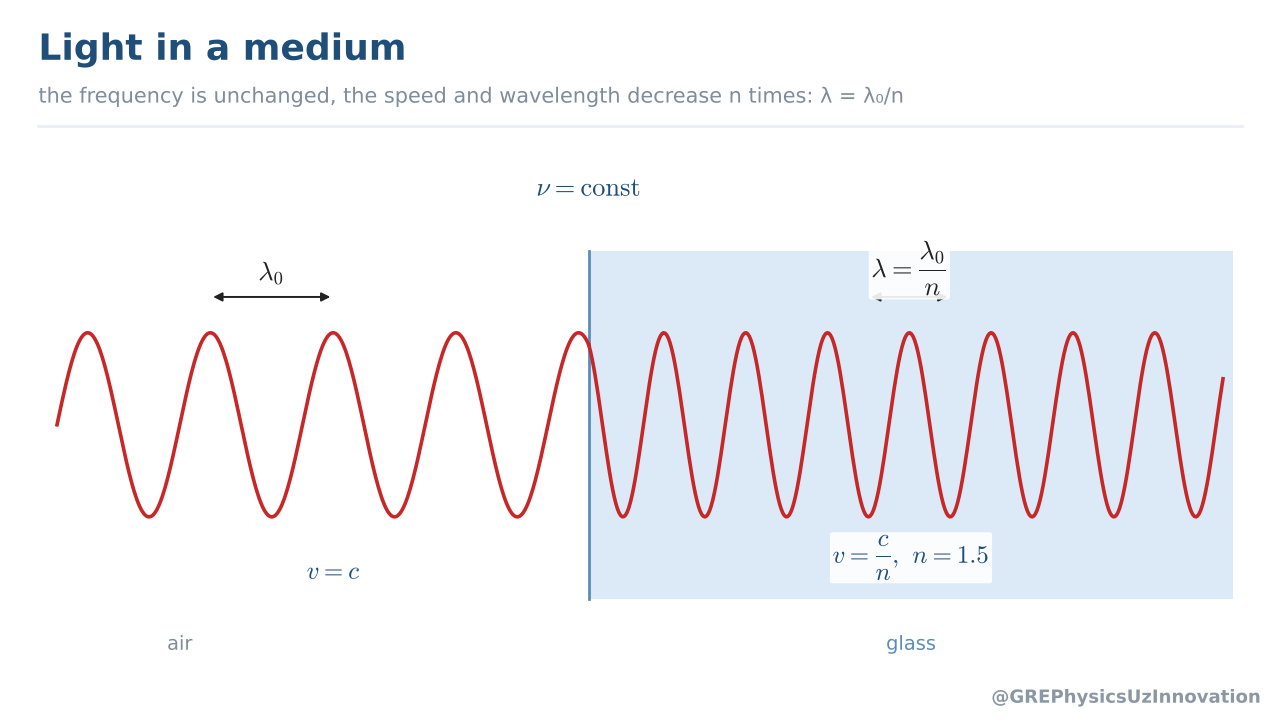 Light in a medium
the frequency is unchanged, the speed and wavelength decrease n times: λ = λ₀/n
ν = const
λ₀
λ = λ₀/n
v = c
v = c/n, n = 1.5
air
glass
@GREPhysicsUzInnovation